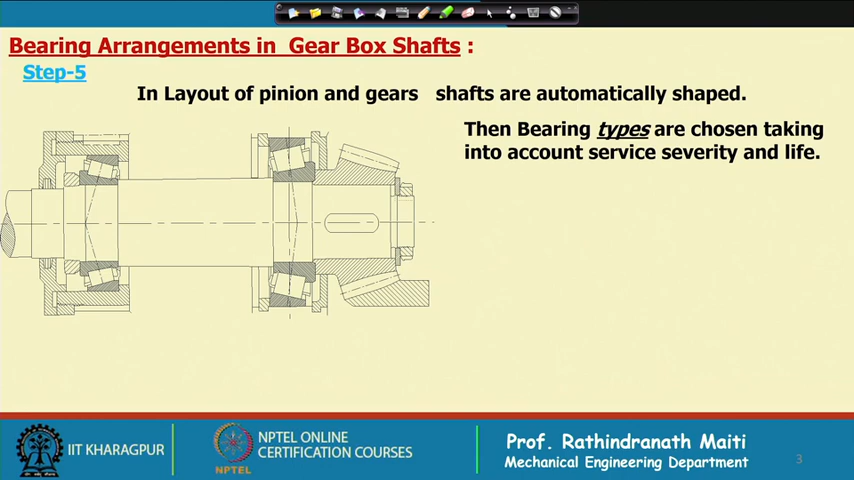 Bearing Arrangements in Gear Box Shafts :
Step-5
In Layout of pinion and gears shafts are automatically shaped.
Then Bearing types are chosen taking
into account service severity and life.
IIT KHARAGPUR
NPTEL
NPTEL ONLINE
CERTIFICATION COURSES
Prof. Rathindranath Maiti
Mechanical Engineering Department
3